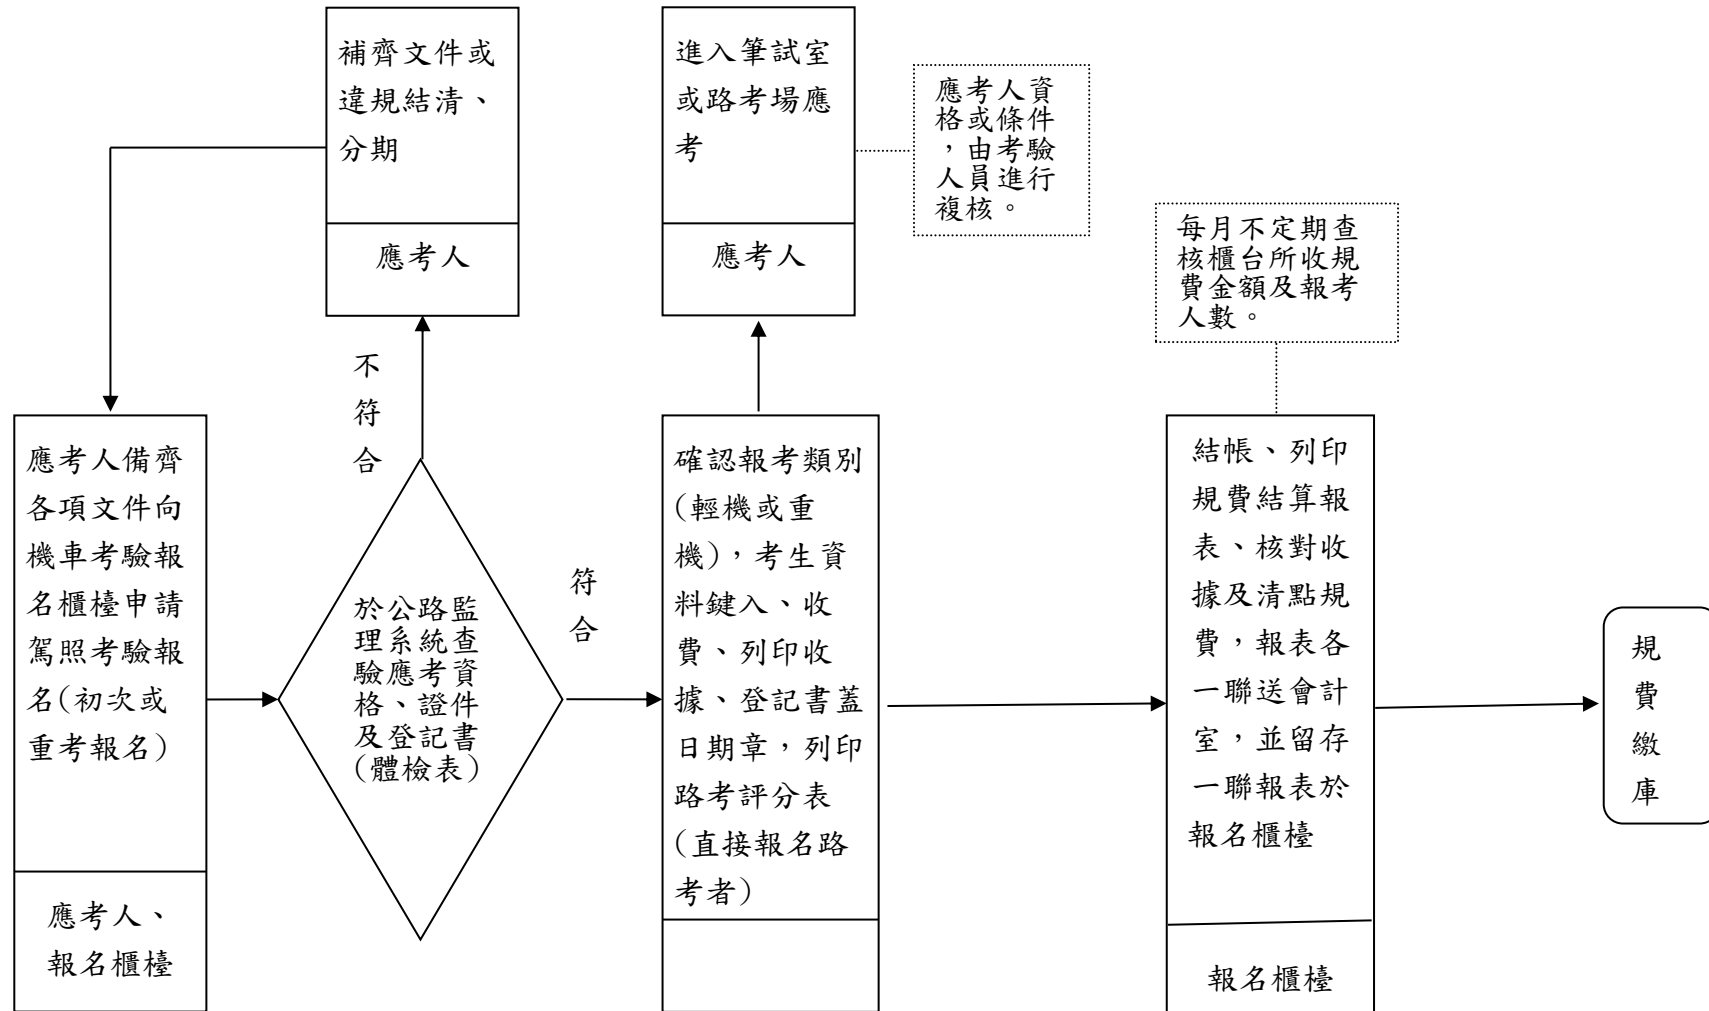 補齊文件或
違規結清、
分期
應考人
進入筆試室
或路考場應
考
應考人
應考人資
格或條件
，由考驗
人員進行
複核。
每月不定期查
核櫃台所收規
費金額及報考
人數。
不
符
合
應考人備齊
各項文件向
機車考驗報
名櫃檯申請
駕照考驗報
名(初次或
重考報名)
應考人、
報名櫃檯
於公路監
理系統查
驗應考資
格、證件
及登記書
(體檢表)
符
合
確認報考類別
(輕機或重
機)，考生資
料鍵入、收
費、列印收
據、登記書蓋
日期章，列印
路考評分表
(直接報名路
考者)
結帳、列印
規費結算報
表、核對收
據及清點規
費，報表各
一聯送會計
室，並留存
一聯報表於
報名櫃檯
報名櫃檯
規
費
繳
庫